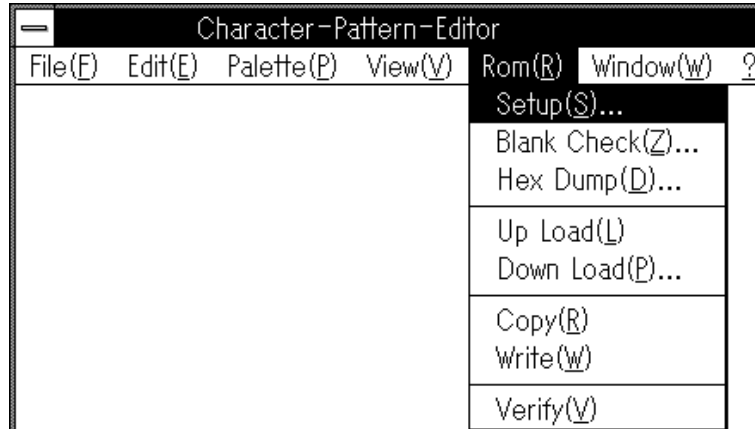 Character-Pattern-Editor
File(F) Edit(E) Palette(P) View(V) Rom(R) Window(W) ?
Setup(S)...
Blank Check(Z)...
Hex Dump(D)...
Up Load(L)
Down Load(P)...
Copy(R)
Write(W)
Verify(V)